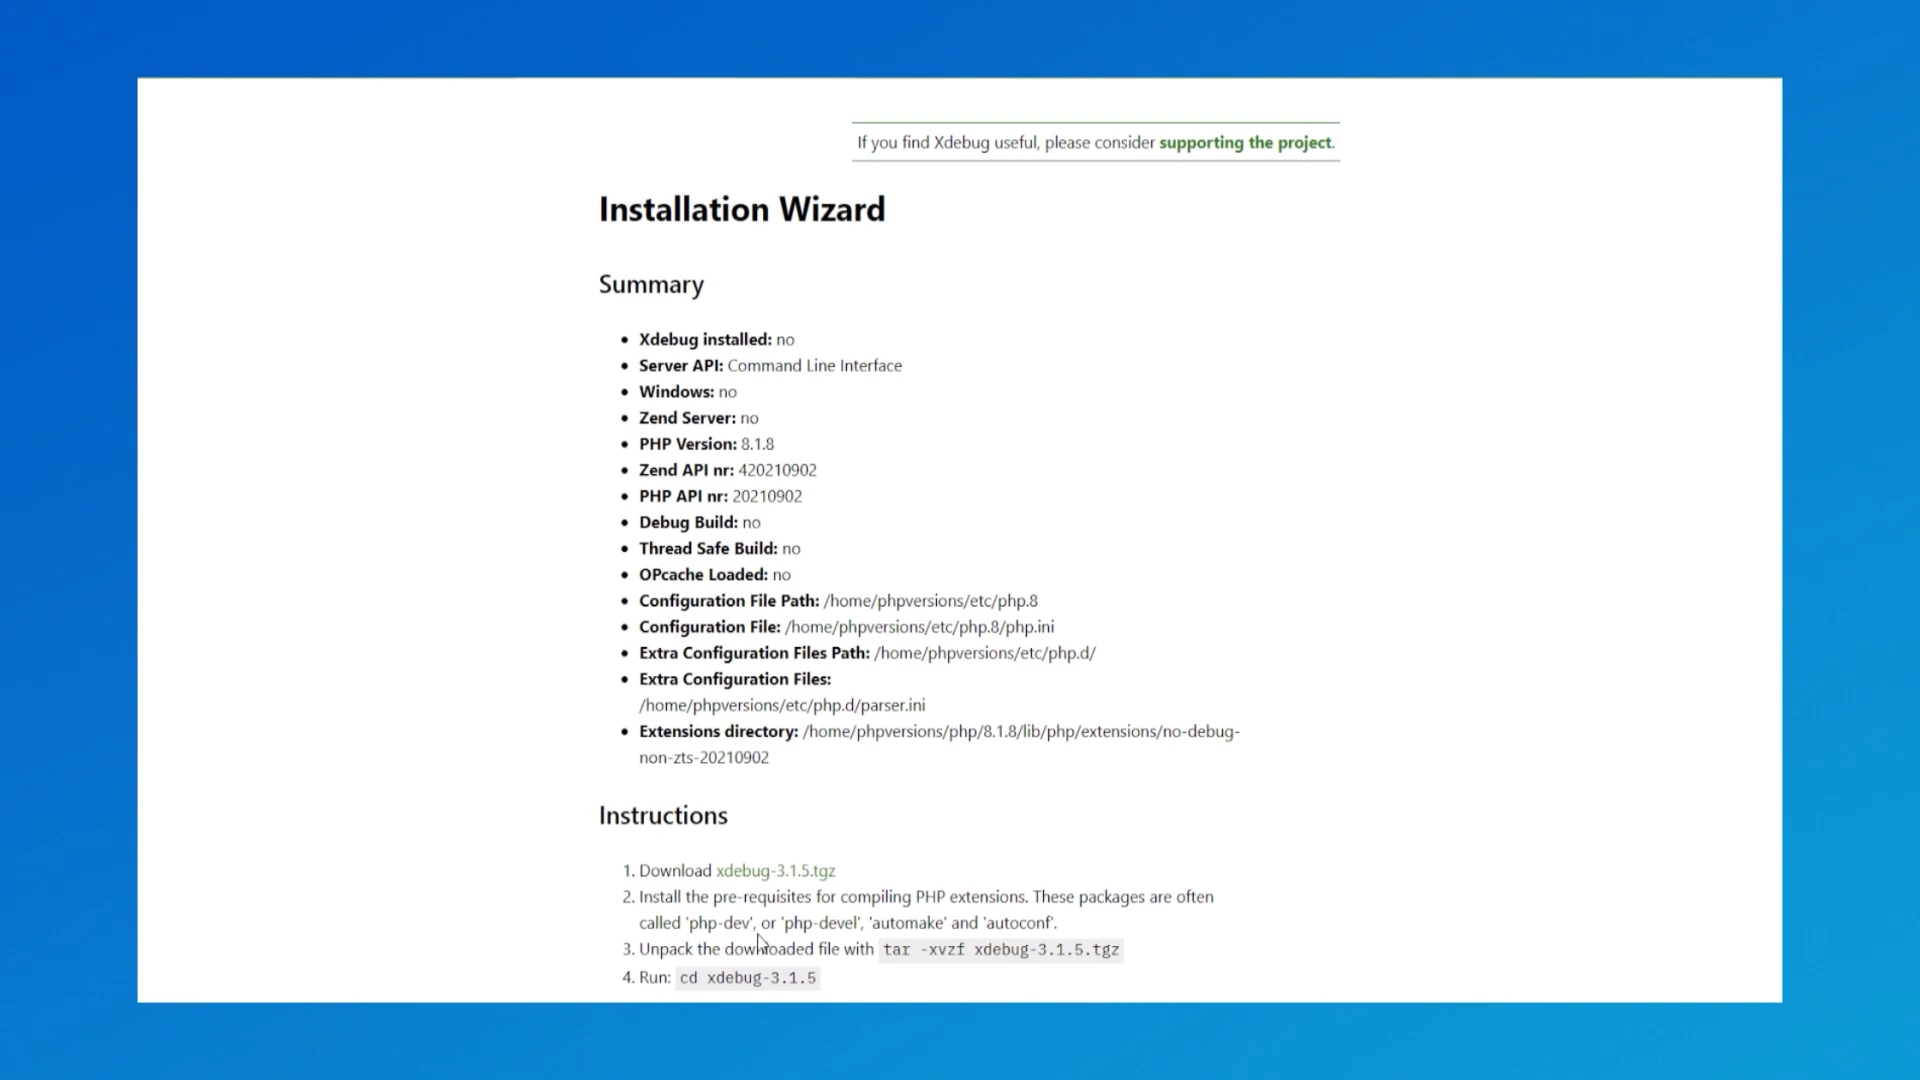 If you find Xdebug useful, please consider supporting the project.
Installation Wizard
Summary
• Xdebug installed: no
• Server API: Command Line Interface
• Windows: no
• Zend Server: no
• PHP Version: 8.1.8
• Zend API nr: 420210902
• PHP API nr: 20210902
• Debug Build: no
• Thread Safe Build: no
• OPcache Loaded: no
• Configuration File Path: /home/phpversions/etc/php.8
• Configuration File: /home/phpversions/etc/php.8/php.ini
• Extra Configuration Files Path: /home/phpversions/etc/php.d/
• Extra Configuration Files:
/home/phpversions/etc/php.d/parser.ini
• Extensions directory: /home/phpversions/php/8.1.8/lib/php/extensions/no-debug-
non-zts-20210902
Instructions
1. Download xdebug-3.1.5.tgz
2. Install the pre-requisites for compiling PHP extensions. These packages are often
called 'php-dev', or 'php-devel', 'automake' and 'autoconf'.
3. Unpack the downloaded file with tar -xvzf xdebug-3.1.5.tgz
4. Run: cd xdebug-3.1.5